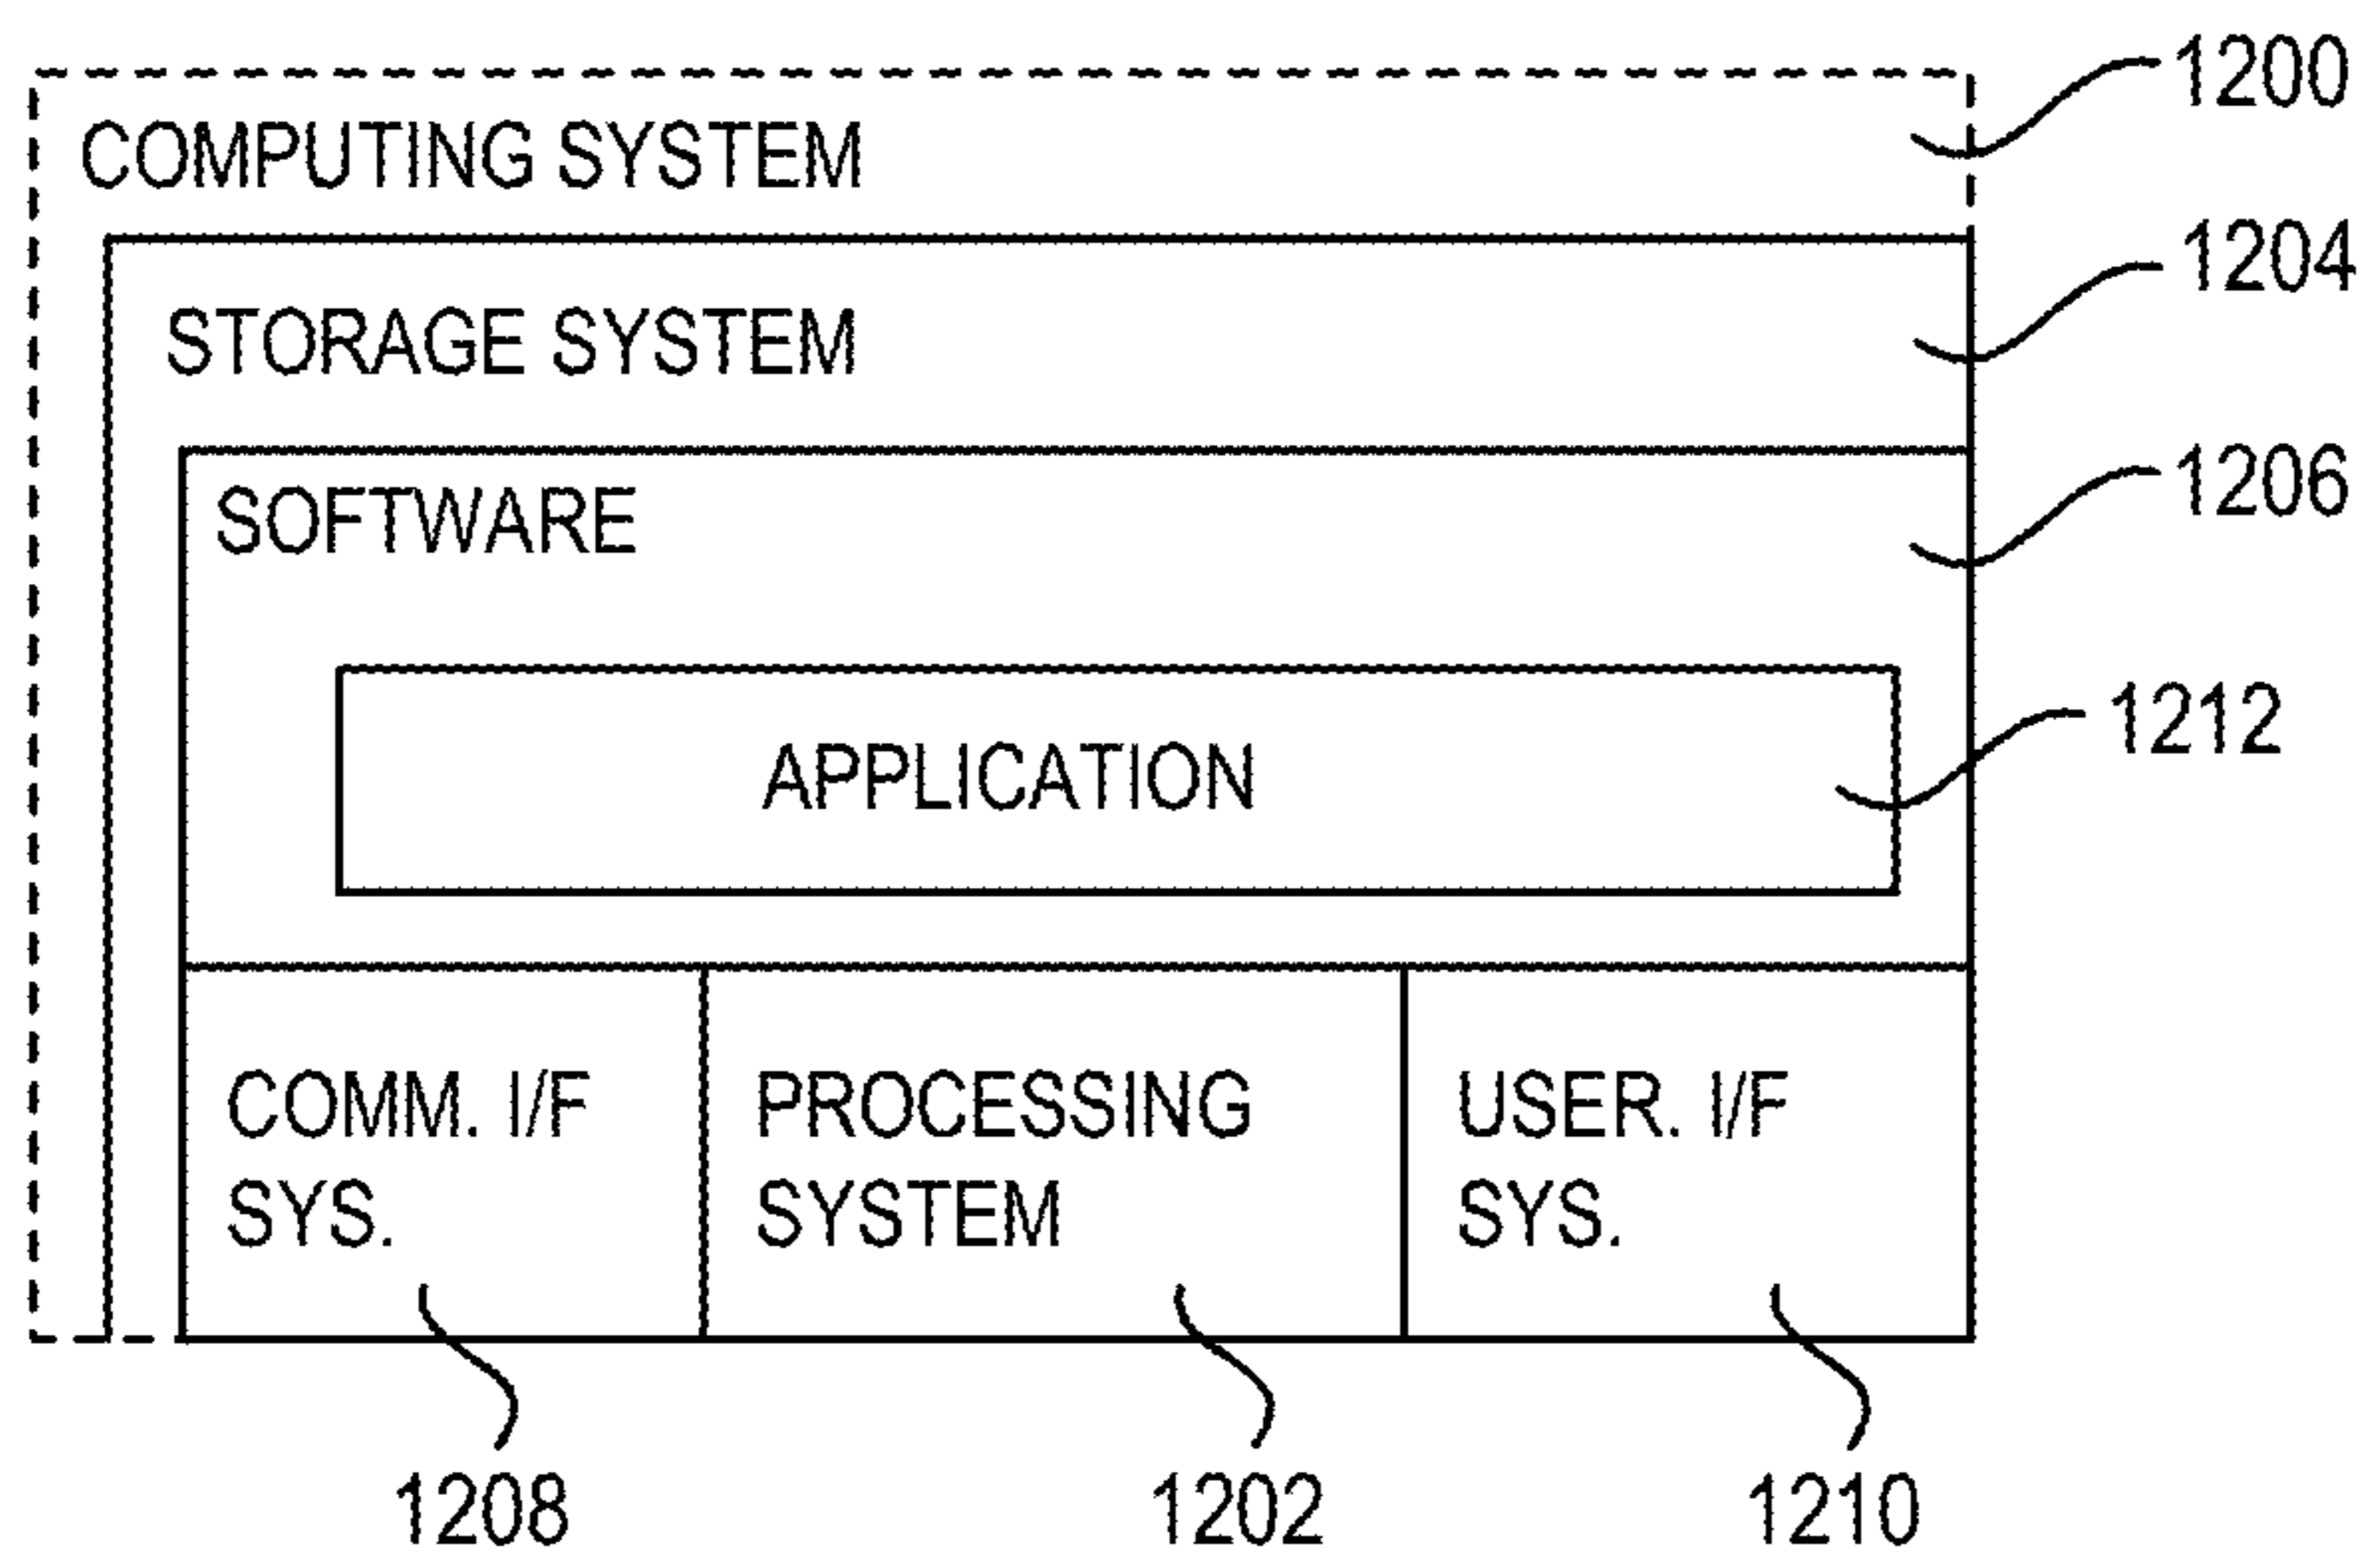 1200
COMPUTING SYSTEM
1204
STORAGE SYSTEM
1206
SOFTWARE
1212
APPLICATION
COMM. I/F
SYS.
PROCESSING
SYSTEM
USER. I/F
SYS.
1208
1202
1210